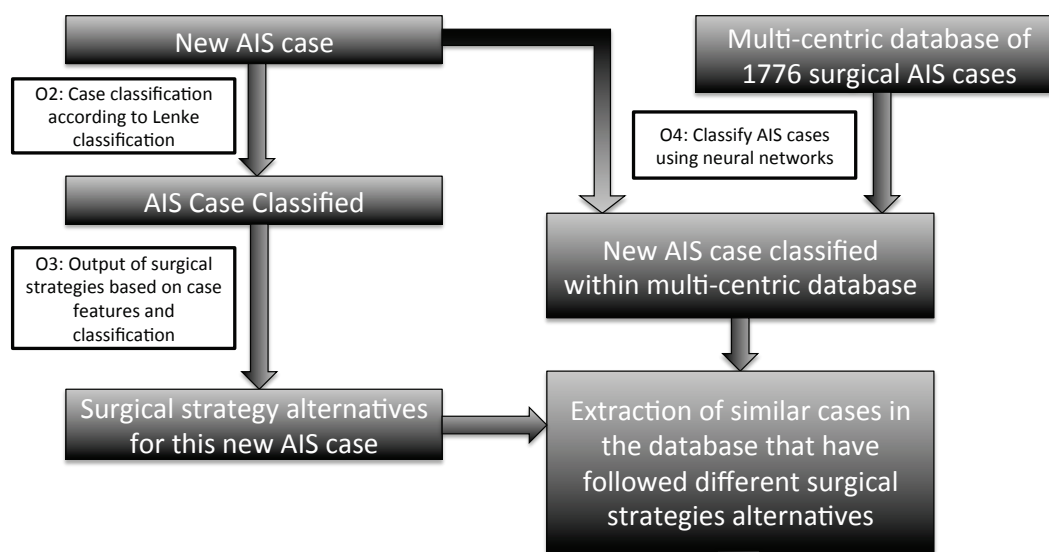 New AIS case
Multi-centric database of
1776 surgical AIS cases
O2: Case classification
according to Lenke
classification
O4: Classify AIS cases
using neural networks
AIS Case Classified
New AIS case classified
within multi-centric database
O3: Output of surgical
strategies based on case
features and
classification
Surgical strategy alternatives
for this new AIS case
Extraction of similar cases in
the database that have
followed different surgical
strategies alternatives